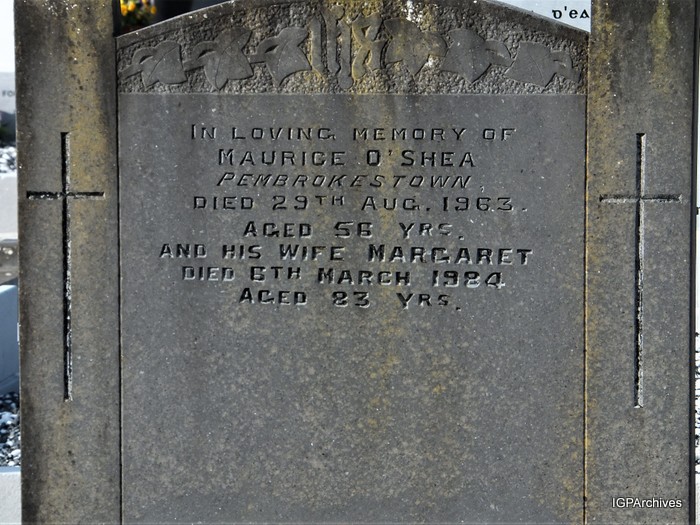 IN LOVING MEMORY OF
MAURICE O'SHEA
PEMBROKESTOWN
DIED 29TH AUG. 1963.
AGED 56 YRS.
AND HIS WIFE MARGARET
DIED 6TH MARCH 1984
AGED 83 YRS.
IGPArchives